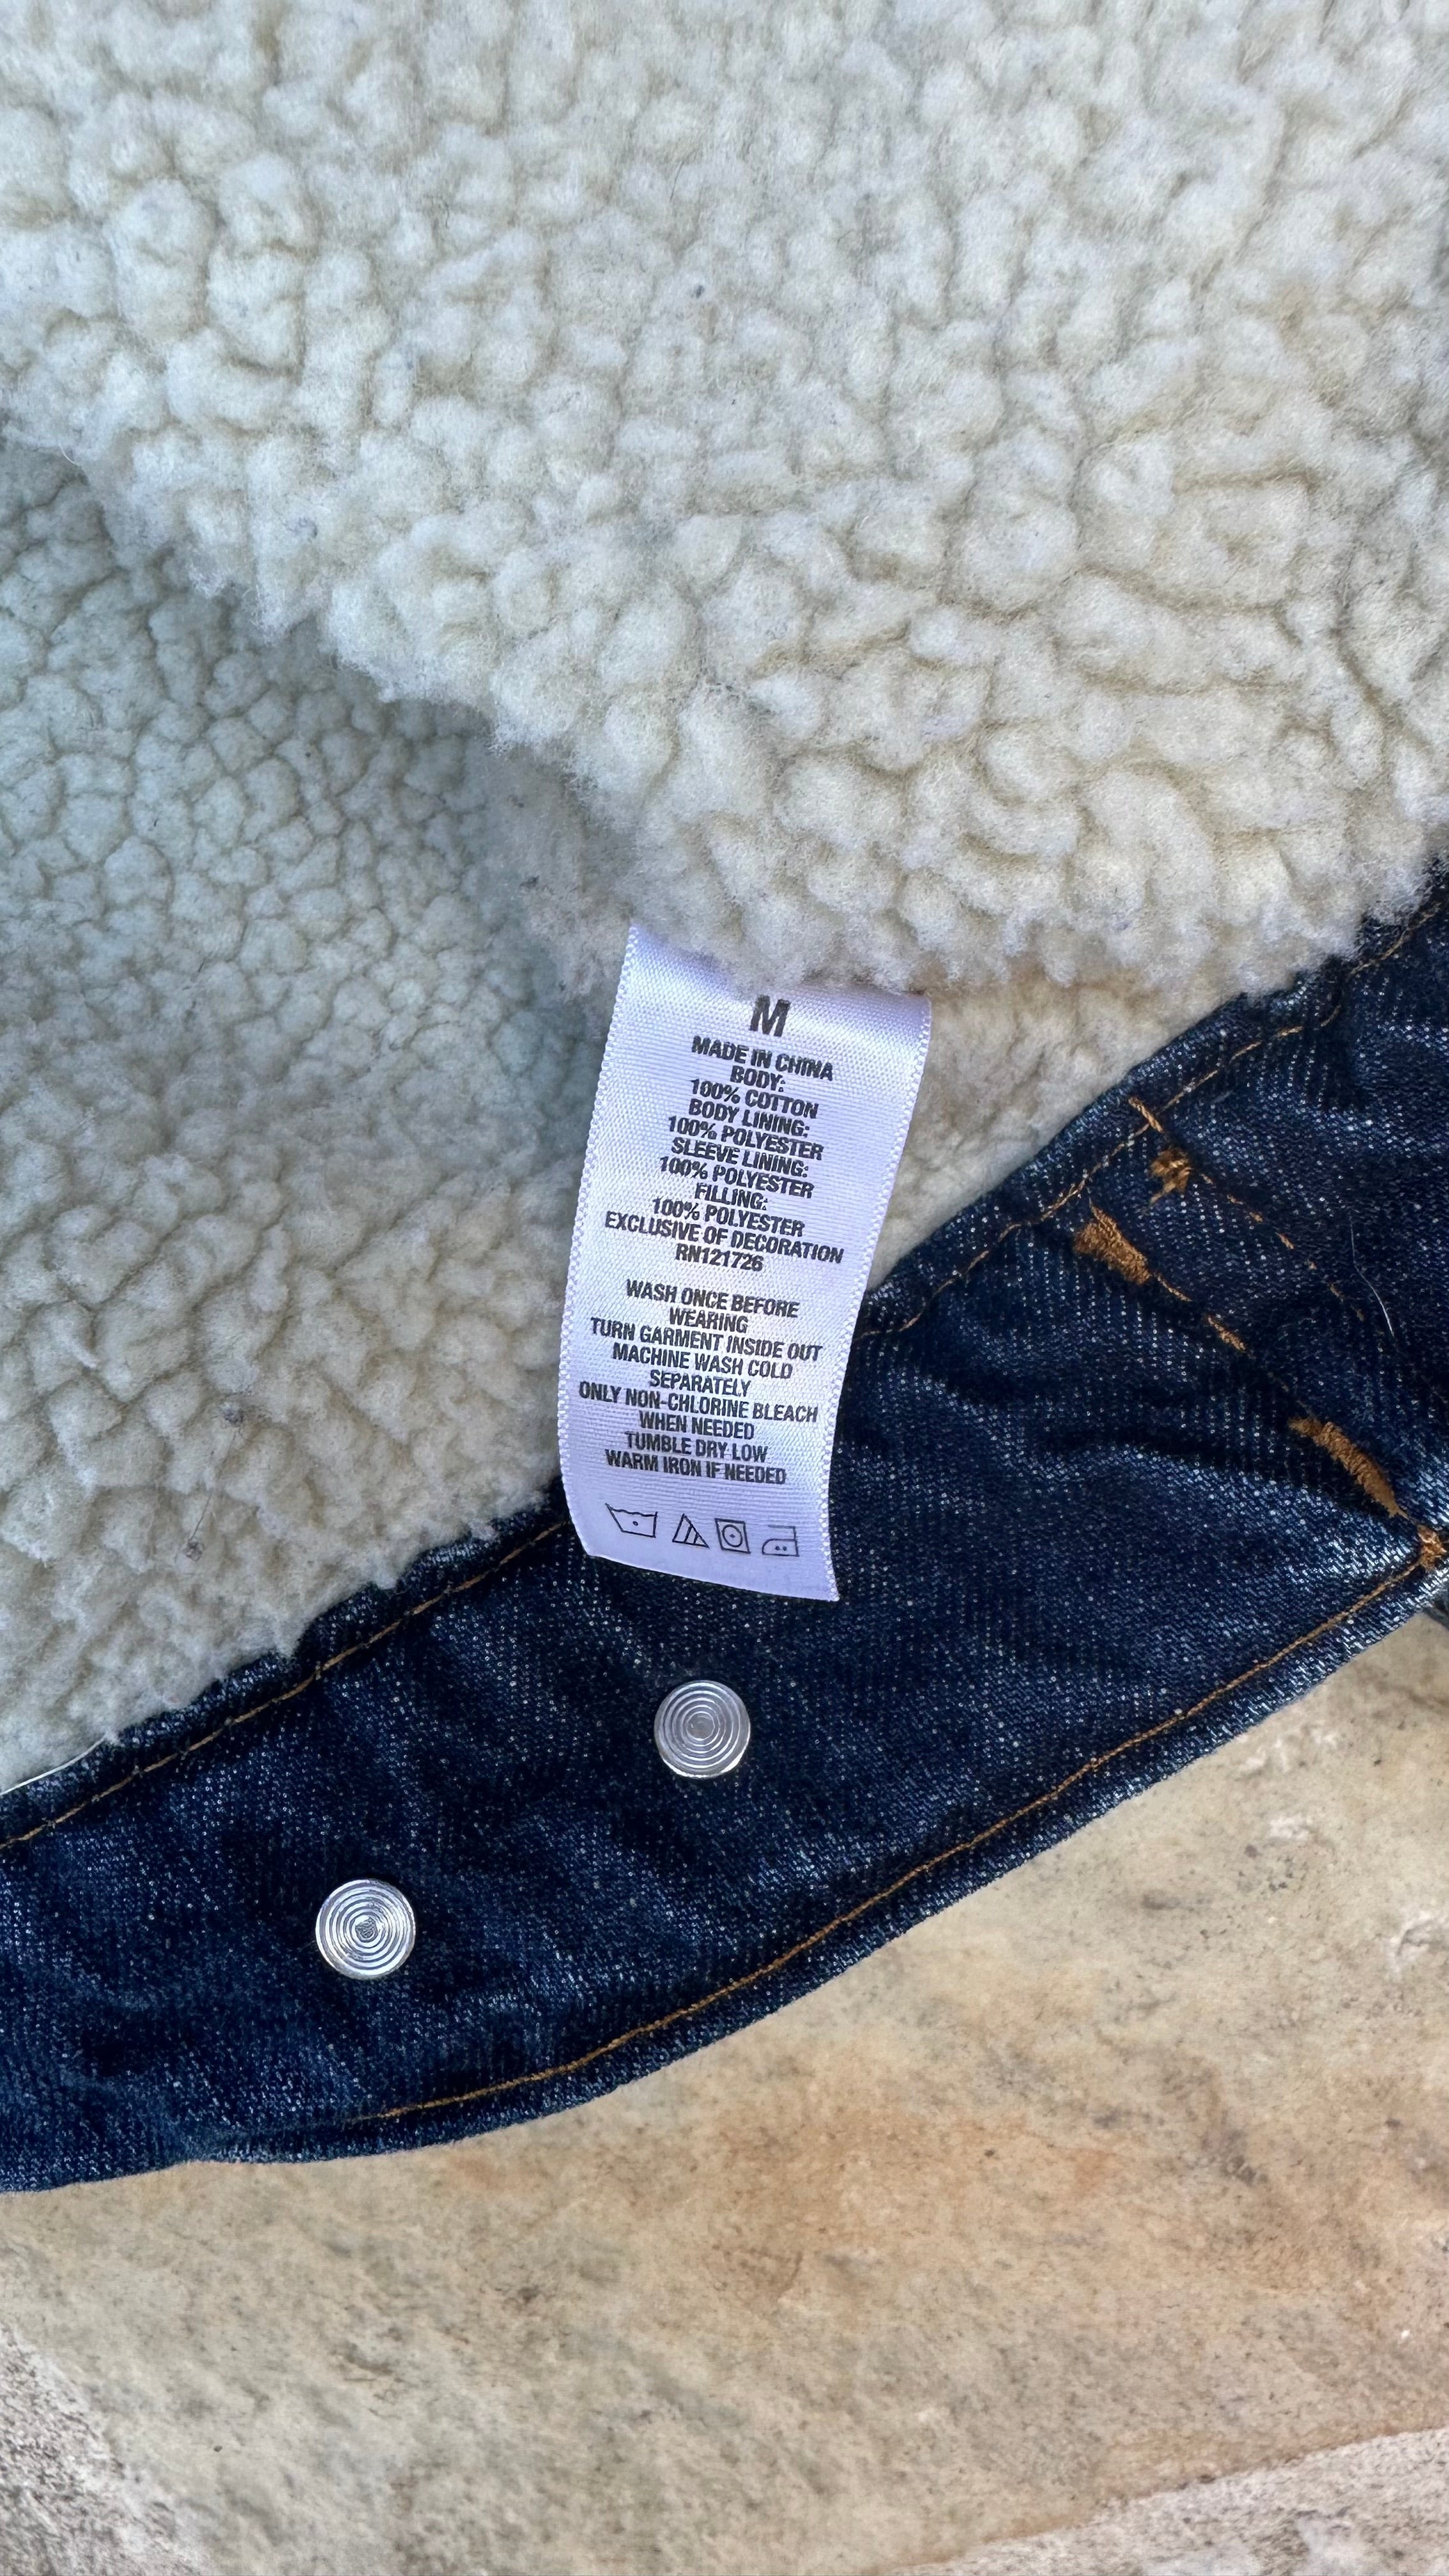 M
MADE IN CHINA
BODY:
100% COTTON
BODY LINING:
100% POLYESTER
SLEEVE LINING:
100% POLYESTER
FILLING:
100% POLYESTER
EXCLUSIVE OF DECORATION
RN121726
WASH ONCE BEFORE
WEARING
TURN GARMENT INSIDE OUT
MACHINE WASH COLD
SEPARATELY
ONLY NON-CHLORINE BLEACH
WHEN NEEDED
TUMBLE DRY LOW
WARM IRON IF NEEDED